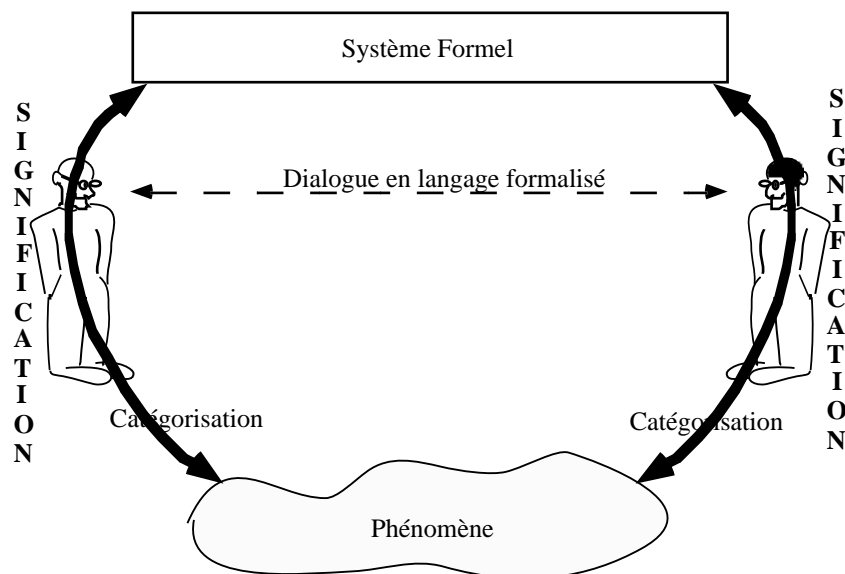 Système Formel
SIGNIFICATION
SIGNIFICATION
Dialogue en langage formalisé
Catégorisation
Catégorisation
Phénomène